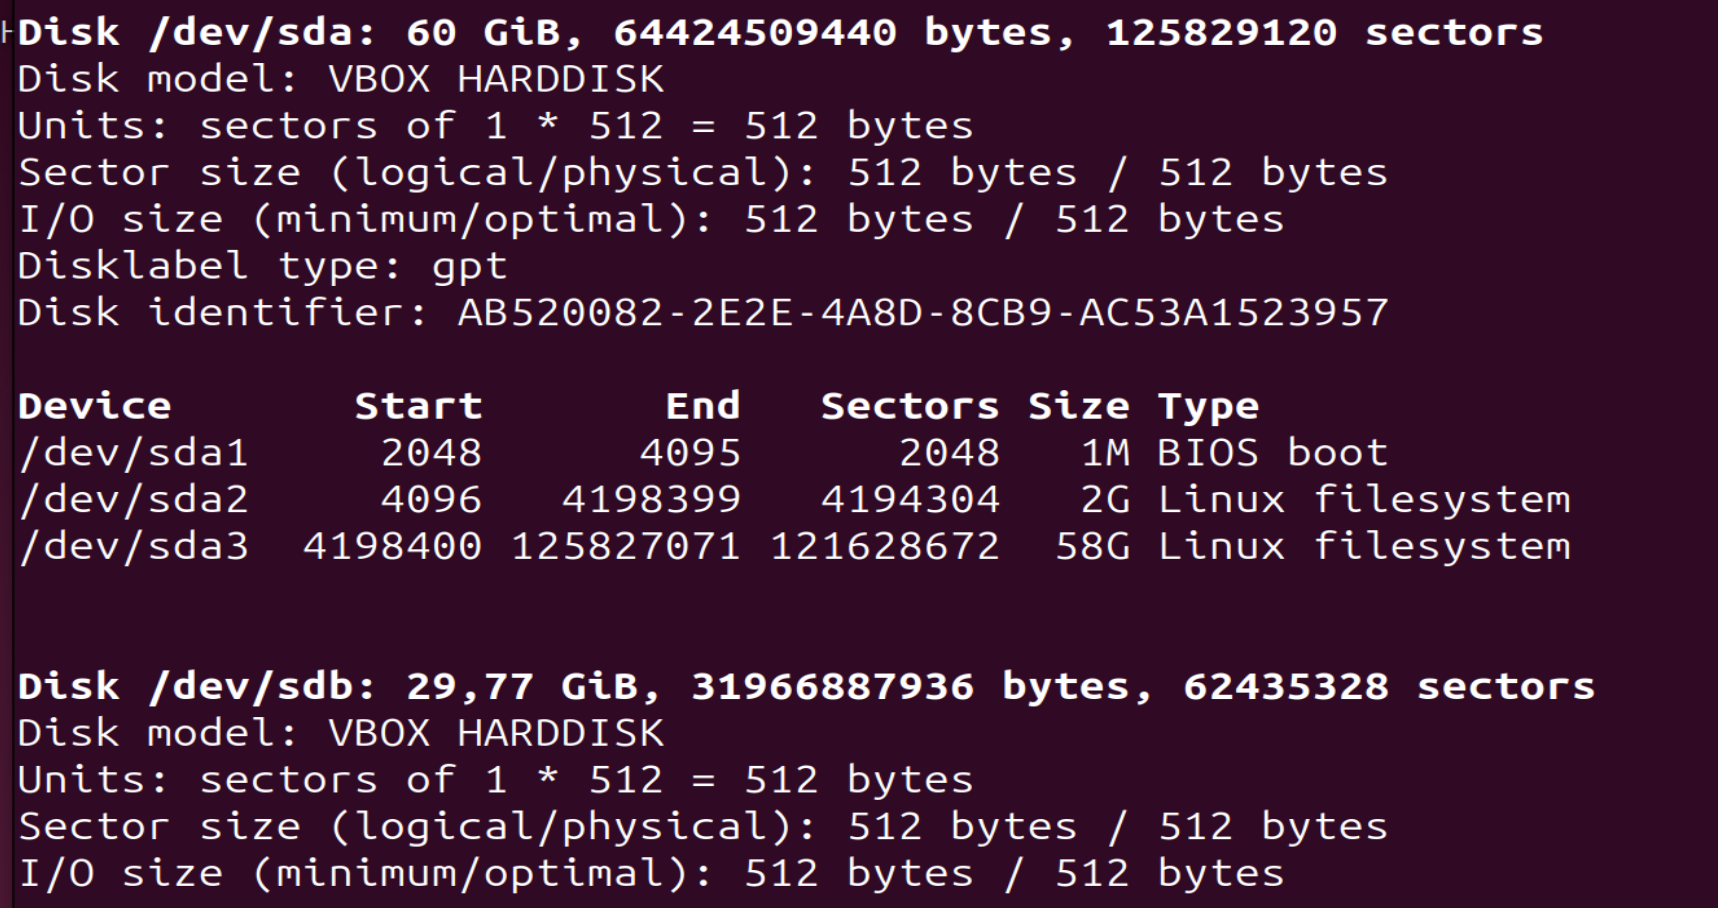 Disk /dev/sda: 60 GiB, 64424509440 bytes, 125829120 sectors
Disk model: VBOX HARDDISK
Units: sectors of 1 * 512 = 512 bytes
Sector size (logical/physical): 512 bytes / 512 bytes
I/O size (minimum/optimal): 512 bytes / 512 bytes
Disklabel type: gpt
Disk identifier: AB520082-2E2E-4A8D-8CB9-AC53A1523957
Device Start End Sectors Size Type
/dev/sda1 2048 4095 2048 1M BIOS boot
/dev/sda2 4096 4198399 4194304 2G Linux filesystem
/dev/sda3 4198400 125827071 121628672 58G Linux filesystem
Disk /dev/sdb: 29,77 GiB, 31966887936 bytes, 62435328 sectors
Disk model: VBOX HARDDISK
Units: sectors of 1 * 512 = 512 bytes
Sector size (logical/physical): 512 bytes / 512 bytes
I/O size (minimum/optimal): 512 bytes / 512 bytes